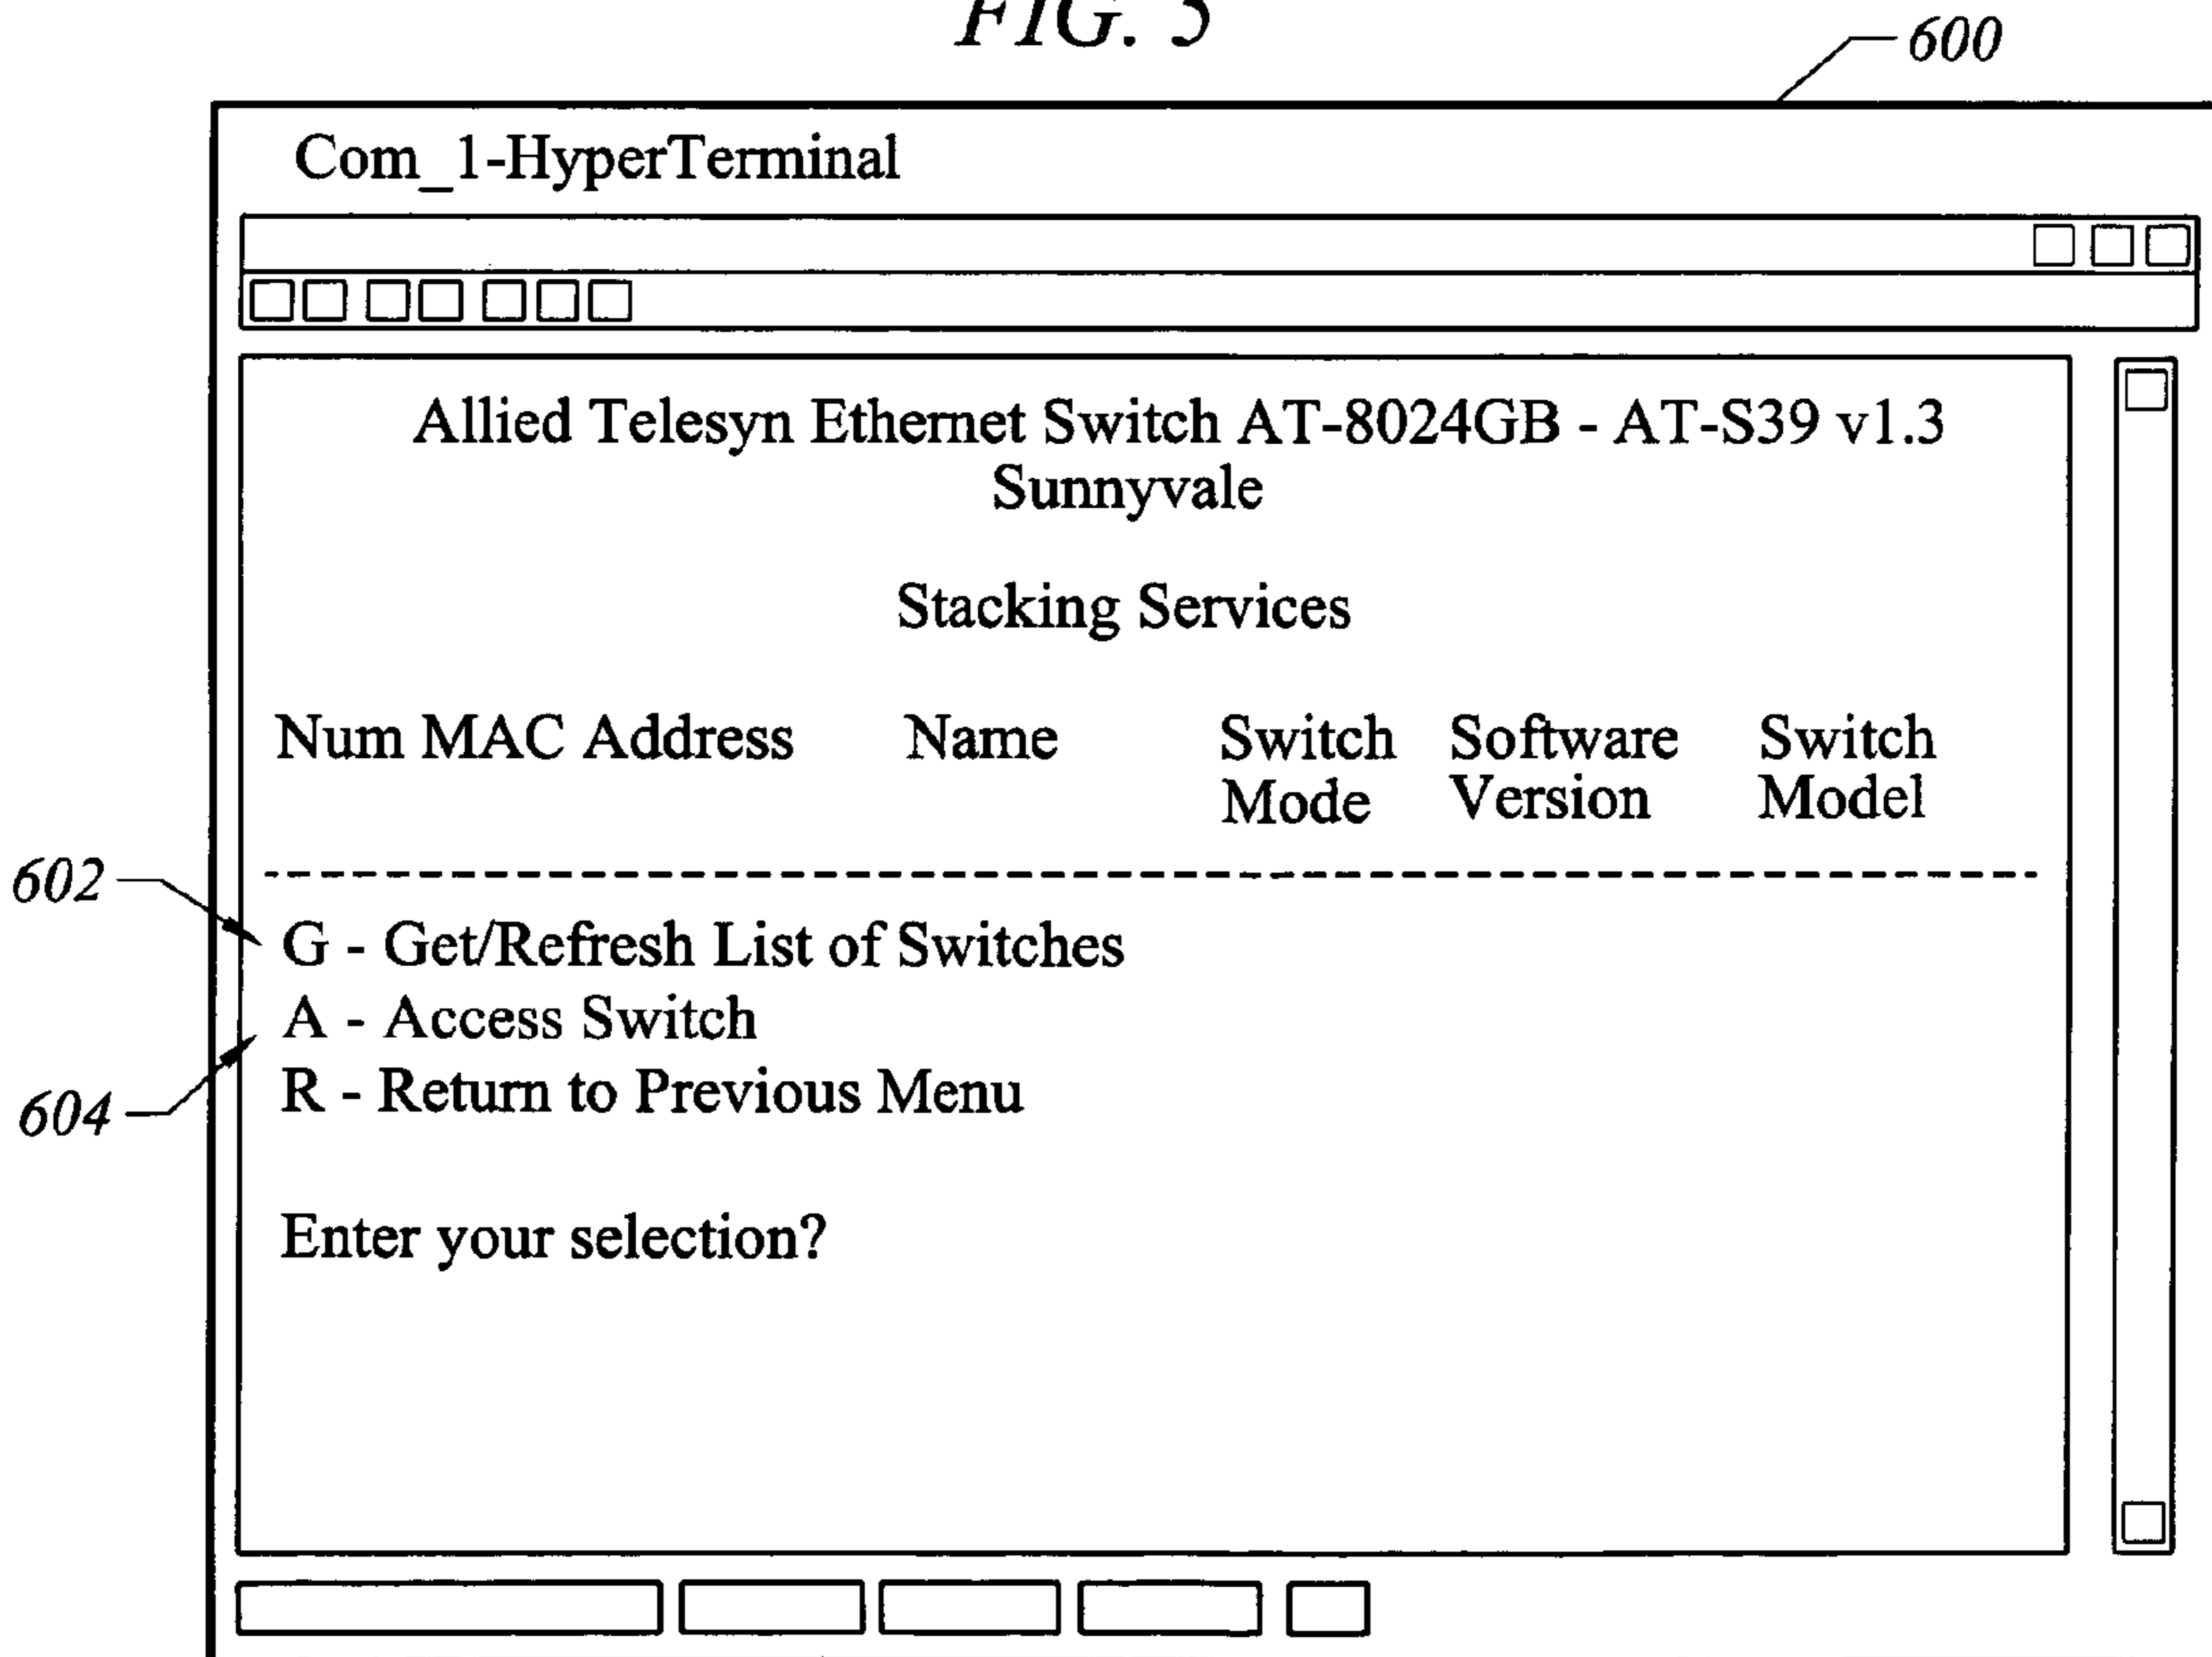 FIG. 5
600
Com_1-HyperTerminal
Allied Telesyn Ethernet Switch AT-8024GB - AT-S39 v1.3
Sunnyvale
Stacking Services
Num MAC Address Name Switch Software Switch
Mode Version Model
602
G - Get/Refresh List of Switches
A - Access Switch
604
R - Return to Previous Menu
Enter your selection?